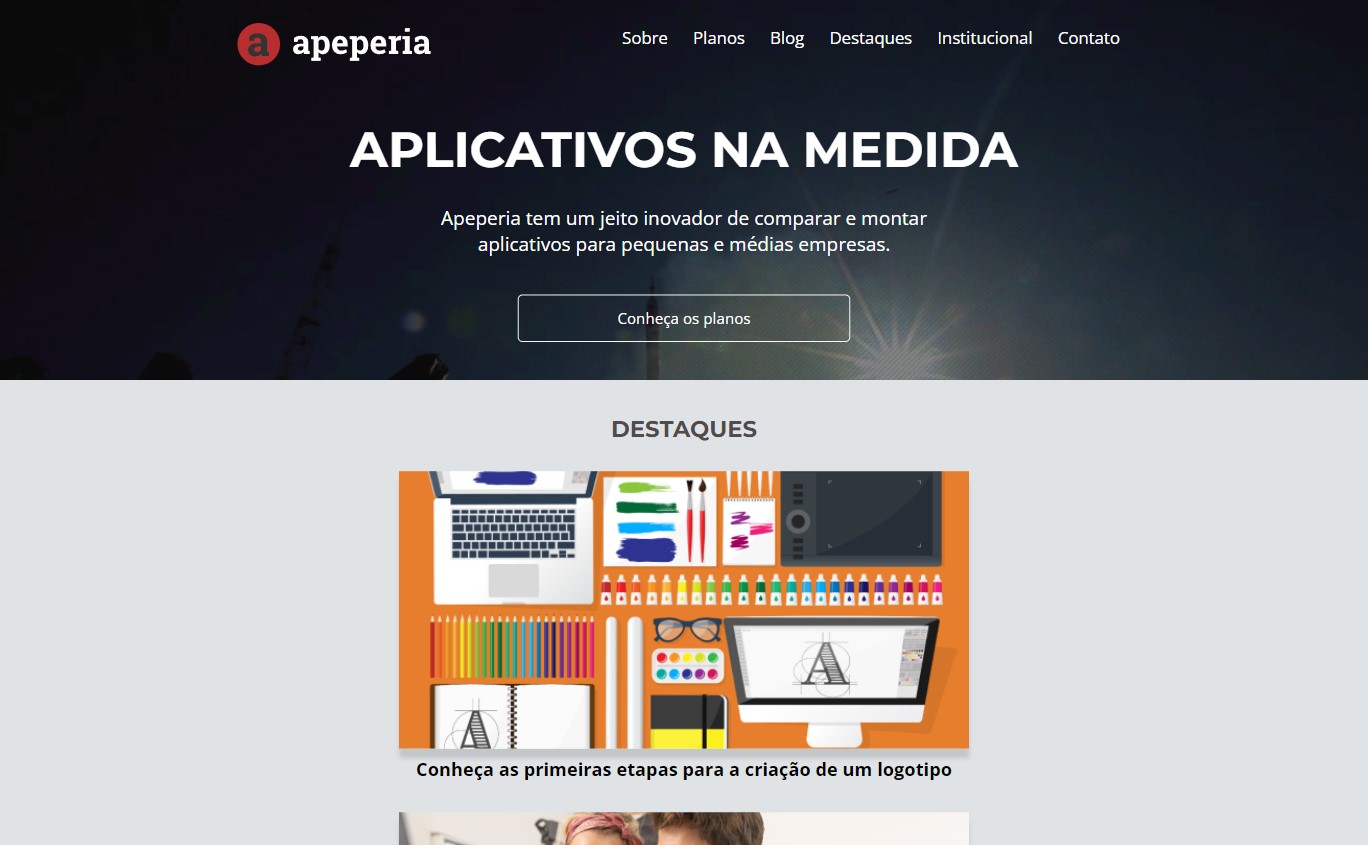 a apeperia
Sobre Planos Blog Destaques Institucional Contato
APLICATIVOS NA MEDIDA
Apeperia tem um jeito inovador de comparar e montar
aplicativos para pequenas e médias empresas.
Conheça os planos
DESTAQUES
A
A
Conheça as primeiras etapas para a criação de um logotipo